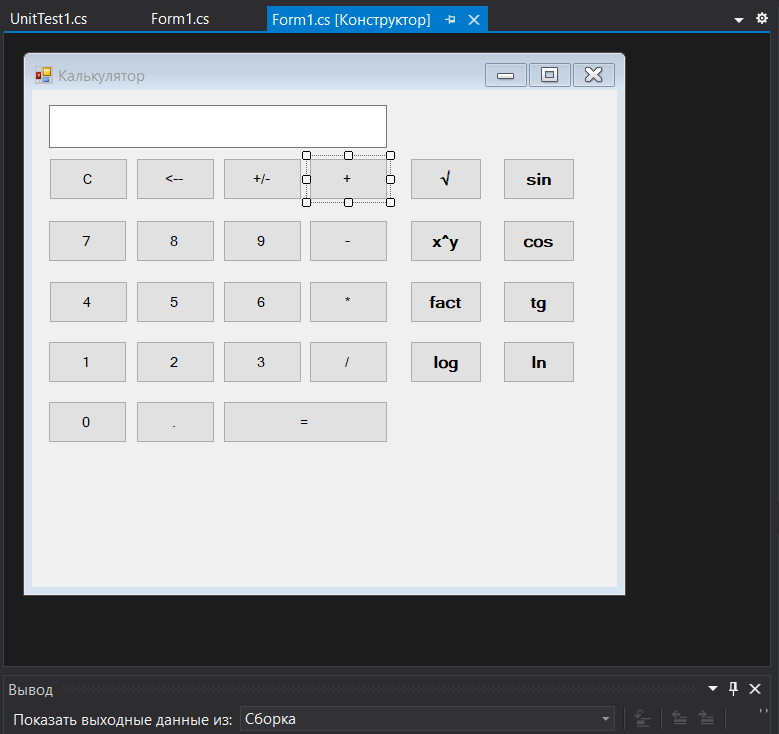 UnitTest1.cs Form1.cs Form1.cs [Конструктор]
Калькулятор
C <-- +/- + √ sin
7 8 9 - x^y cos
4 5 6 * fact tg
1 2 3 / log ln
0 . =
Вывод
Показать выходные данные из: Сборка